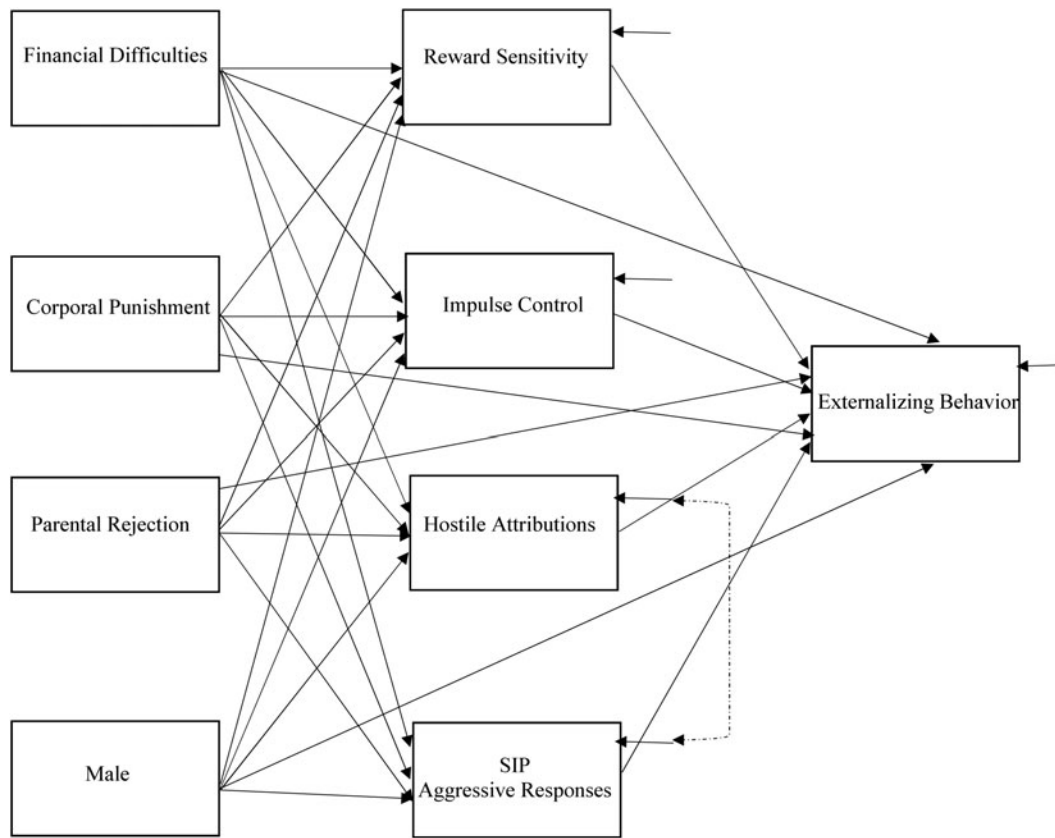 Financial Difficulties
Reward Sensitivity
Corporal Punishment
Impulse Control
Externalizing Behavior
Parental Rejection
Hostile Attributions
Male
SIP
Aggressive Responses